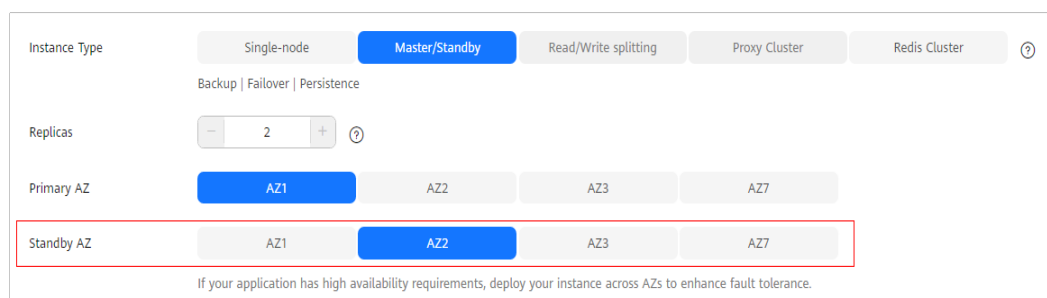 Instance Type Single-node Master/Standby Read/Write splitting Proxy Cluster Redis Cluster ?
Backup | Failover | Persistence
Replicas − 2 + ?
Primary AZ AZ1 AZ2 AZ3 AZ7
Standby AZ AZ1 AZ2 AZ3 AZ7
If your application has high availability requirements, deploy your instance across AZs to enhance fault tolerance.